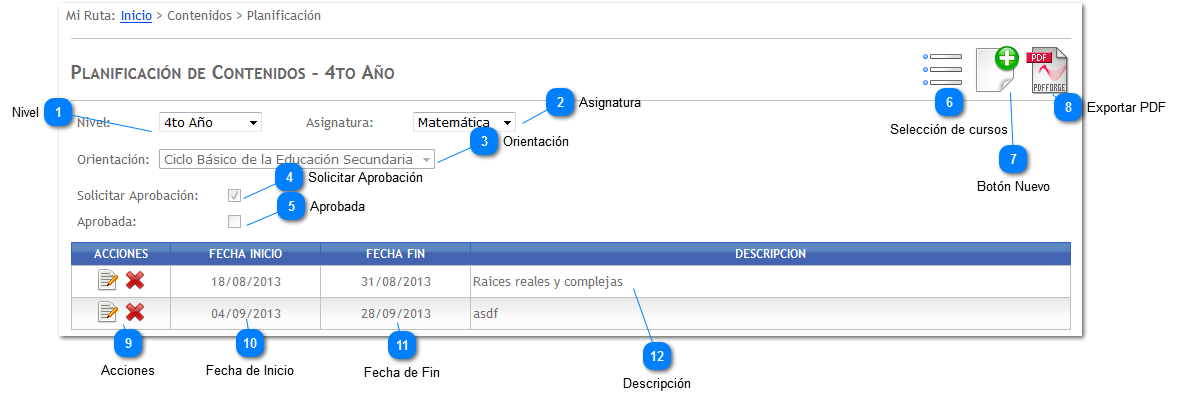 Mi Ruta: Inicio > Contenidos > Planificación
PLANIFICACIÓN DE CONTENIDOS - 4TO AÑO
PDF
PDFFORGE
Nivel 1
2 Asignatura
6
8 Exportar PDF
Nivel: 4to Año Asignatura: Matemática
Selección de cursos
3 Orientación
Orientación: Ciclo Básico de la Educación Secundaria
7
4 Solicitar Aprobación
Botón Nuevo
Solicitar Aprobación:
5 Aprobada
Aprobada:
ACCIONES FECHA INICIO FECHA FIN DESCRIPCION
18/08/2013 31/08/2013 Raices reales y complejas
04/09/2013 28/09/2013 asdf
9 10 11 12
Acciones Fecha de Inicio Fecha de Fin
Descripción